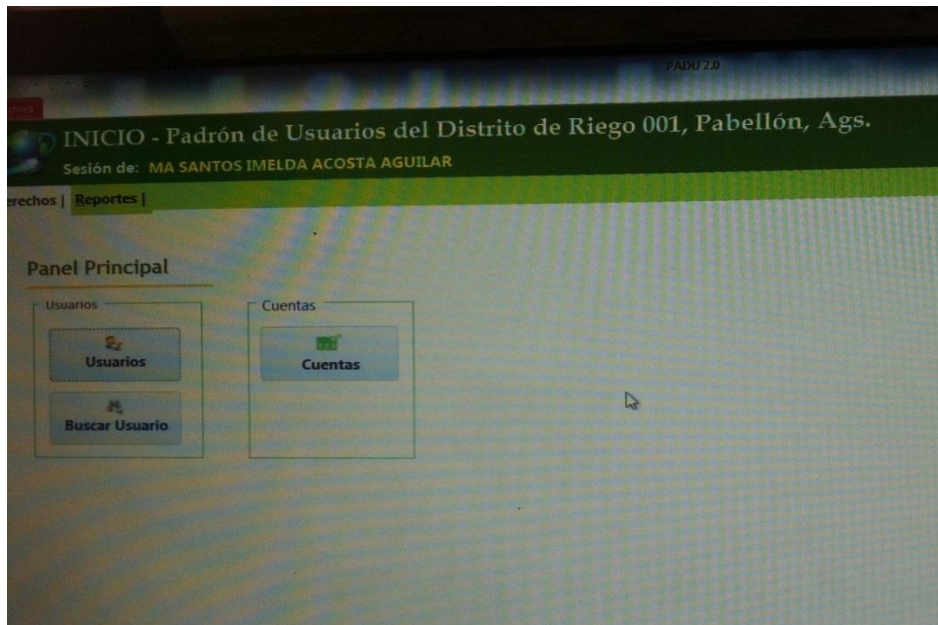 PADU 2.0
INICIO - Padrón de Usuarios del Distrito de Riego 001, Pabellón, Ags.
Sesión de: MA SANTOS IMELDA ACOSTA AGUILAR
erechos | Reportes |
Panel Principal
Usuarios
Cuentas
Usuarios
Cuentas
Buscar Usuario